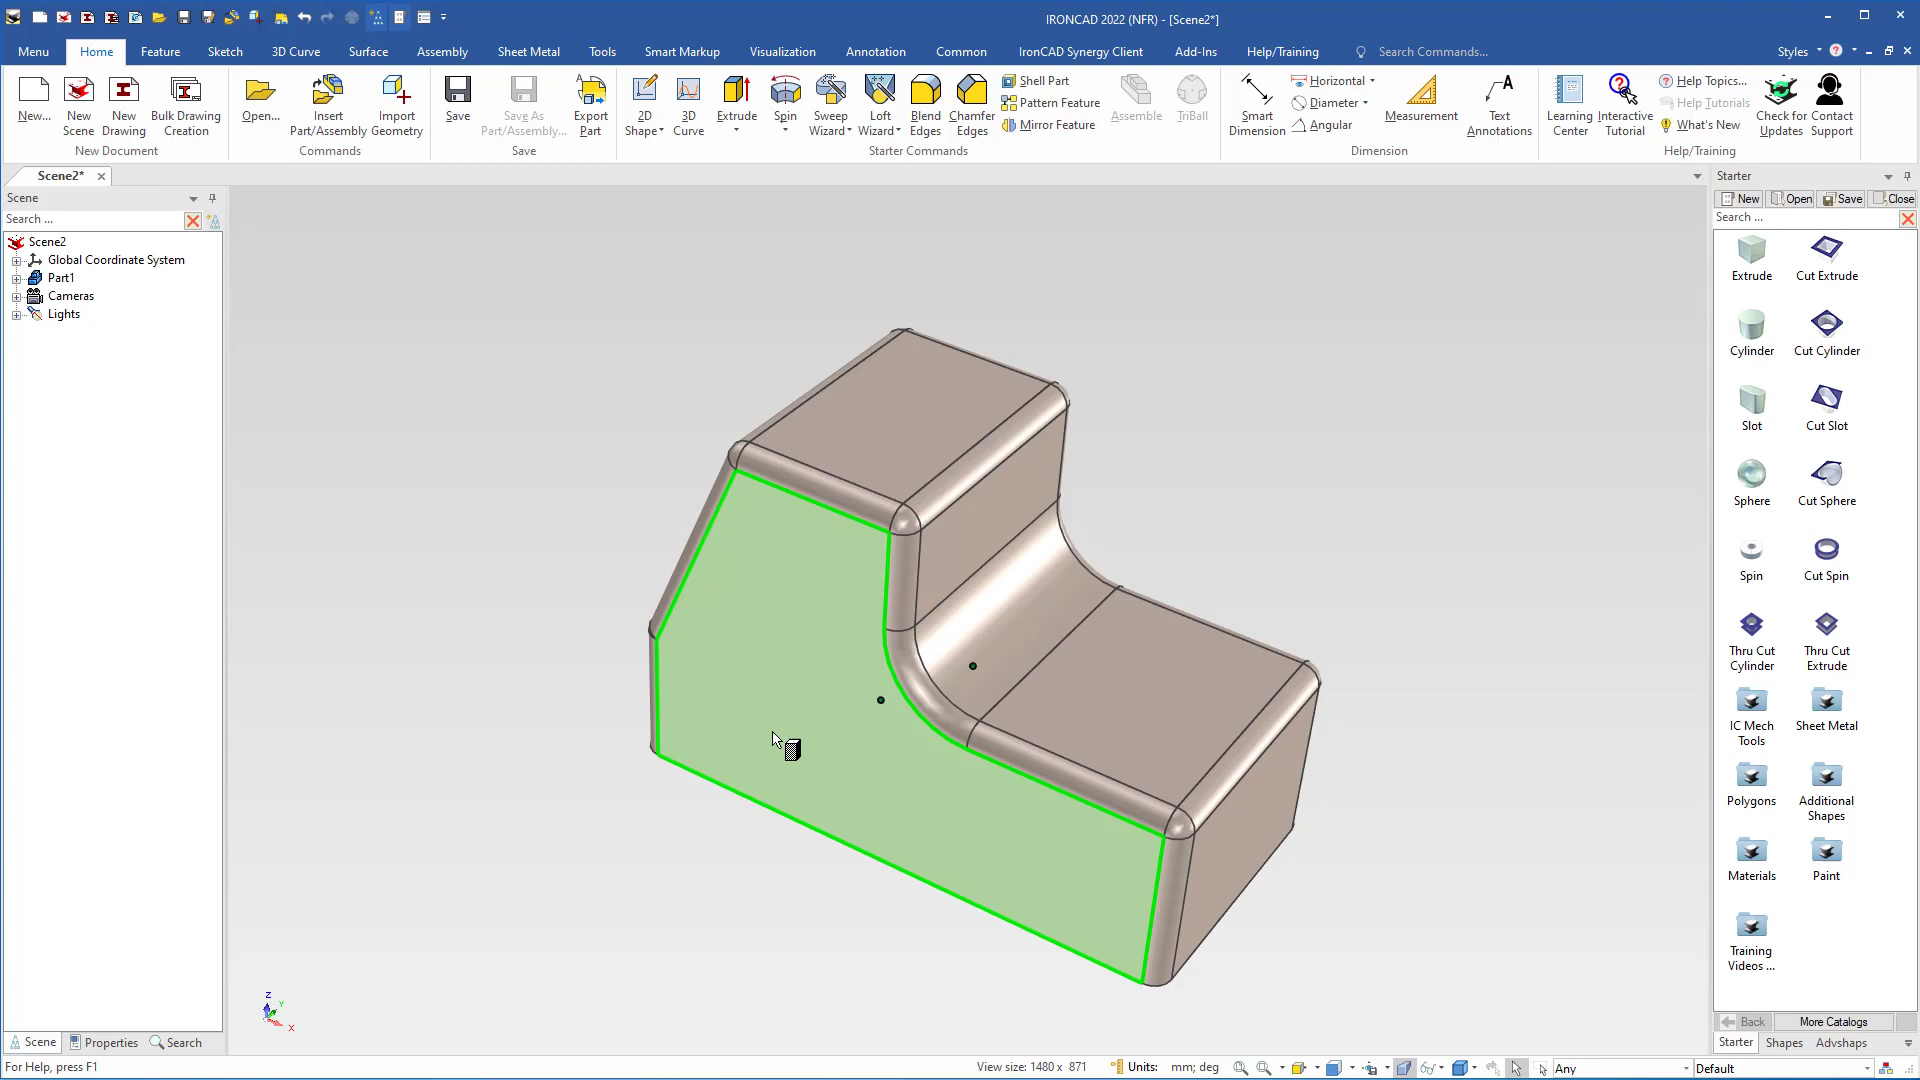 IRONCAD 2022 (NFR) - [Scene2*]
Menu Home Feature Sketch 3D Curve Surface Assembly Sheet Metal Tools Smart Markup Visualization Annotation Common IronCAD Synergy Client Add-Ins Help/Training Search Commands... Styles
New... New Scene New Drawing Bulk Drawing Creation
New Document
Open... Insert Part/Assembly Import Geometry
Commands
Save Save As Part/Assembly... Export Part
Save
2D Shape 3D Curve Extrude Spin Sweep Wizard Loft Wizard Blend Edges Chamfer Edges
Shell Part
Pattern Feature
Mirror Feature
Assemble TriBall
Starter Commands
Smart Dimension
Horizontal
Diameter
Angular
Measurement Text Annotations
Dimension
Learning Center Interactive Tutorial
Help Topics...
Help Tutorials
What's New
Check for Updates Contact Support
Help/Training
Scene2*
Scene
Search ...
Scene2
Global Coordinate System
Part1
Cameras
Lights
Z
Y
X
Scene Properties Search
Starter
New Open Save Close
Search ...
Extrude Cut Extrude
Cylinder Cut Cylinder
Slot Cut Slot
Sphere Cut Sphere
Spin Cut Spin
Thru Cut Cylinder Thru Cut Extrude
IC Mech Tools Sheet Metal
Polygons Additional Shapes
Materials Paint
Training Videos ...
Back More Catalogs
Starter Shapes Advshaps
For Help, press F1
View size: 1480 x 871 Units: mm; deg Any Default